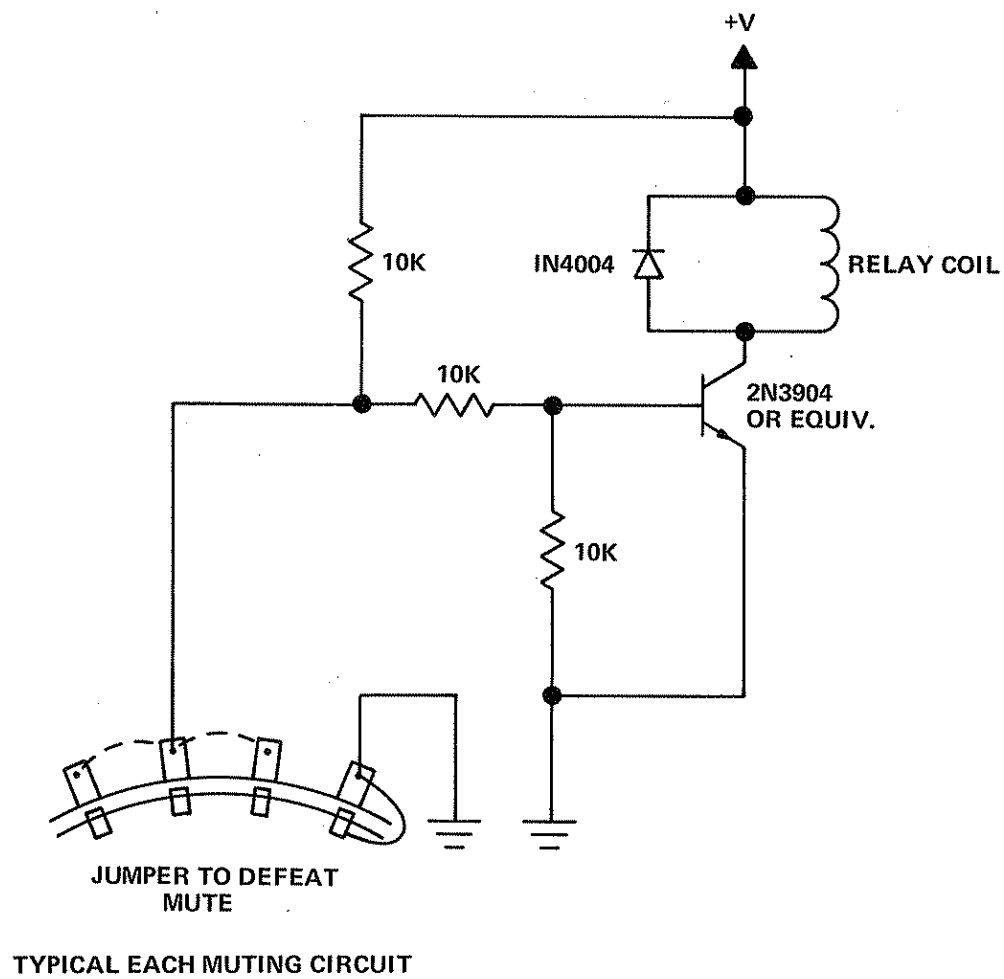 +V
10K
IN4004
RELAY COIL
10K
2N3904
OR EQUIV.
10K
JUMPER TO DEFEAT
MUTE
TYPICAL EACH MUTING CIRCUIT